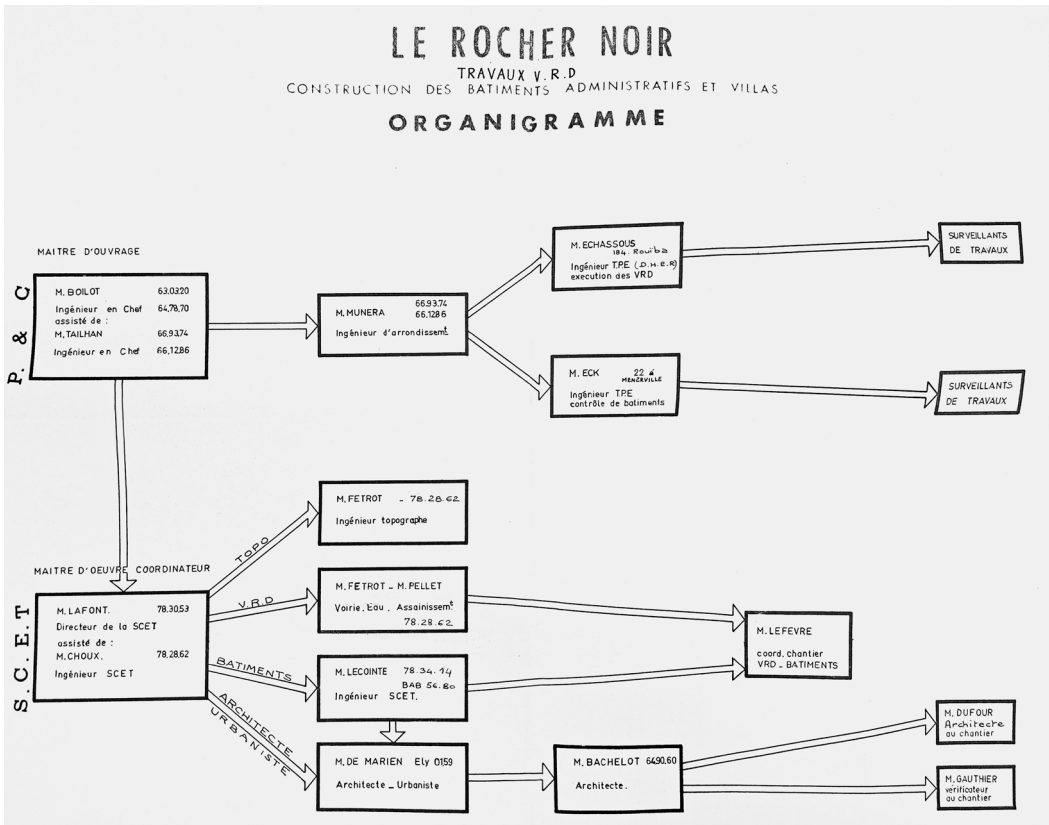 LE ROCHER NOIR
TRAVAUX V.R.D
CONSTRUCTION DES BATIMENTS ADMINISTRATIFS ET VILLAS
ORGANIGRAMME
P. & C
MAITRE D'OUVRAGE
M. BOILOT 63.03.20
Ingénieur en Chef 64,78,70
assisté de :
M, TAILHAN 66,93.74
Ingénieur en Chef 66,12.86
M. MUNERA 66.93.74
66,1286
Ingénieur d'arrondissemt
M. ECHASSOUS
184. Rouïba
Ingénieur T.P.E (D.H.E.R)
execution des VRD
SURVEILLANTS
DE TRAVAUX
M. ECK 22 à
MENERVILLE
Ingénieur T.P.E
contrôle de batiments
SURVEILLANTS
DE TRAVAUX
S.C.E.T
MAITRE D'OEUVRE COORDINATEUR
M. LAFONT. 78.30,53
Directeur de la SCET
assisté de :
M.CHOUX. 78,28,62
Ingénieur SCET
TOPO
M. FETROT _ 78.28.62
Ingénieur topographe
V.R.D
M. FETROT _ M. PELLET
Voirie, Eau, Assainissemt
78.28.62
BATIMENTS
M. LECOINTE 78.34.14
BAB 56.80
Ingénieur SCET.
M. LEFEVRE
coord. chantier
VRD _ BATIMENTS
ARCHITECTE
URBANISTE
M. DE MARIEN Ely 0159
Architecte _ Urbaniste
M. BACHELOT 64.90.60
Architecte.
M. DUFOUR
Architecte
au chantier
M. GAUTHIER
vérificateur
au chantier